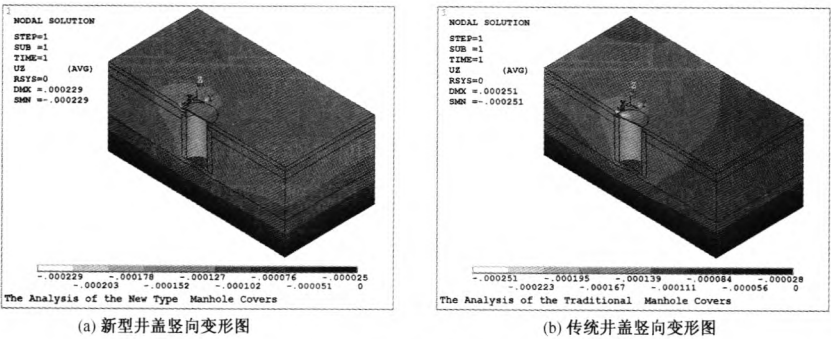 1
NODAL SOLUTION
STEP=1
SUB =1
TIME=1
UZ (AVG)
RSYS=0
DMX =.000229
SMN =-.000229
Z
-.000229 -.000178 -.000127 -.000076 -.000025
-.000203 -.000152 -.000102 -.000051 0
The Analysis of the New Type Manhole Covers
(a) 新型井盖竖向变形图
NODAL SOLUTION
STEP=1
SUB =1
TIME=1
UZ (AVG)
RSYS=0
DMX =.000251
SMN =-.000251
Z
-.000251 -.000195 -.000139 -.000084 -.000028
-.000223 -.000167 -.000111 -.000056 0
The Analysis of the Traditional Manhole Covers
(b) 传统井盖竖向变形图